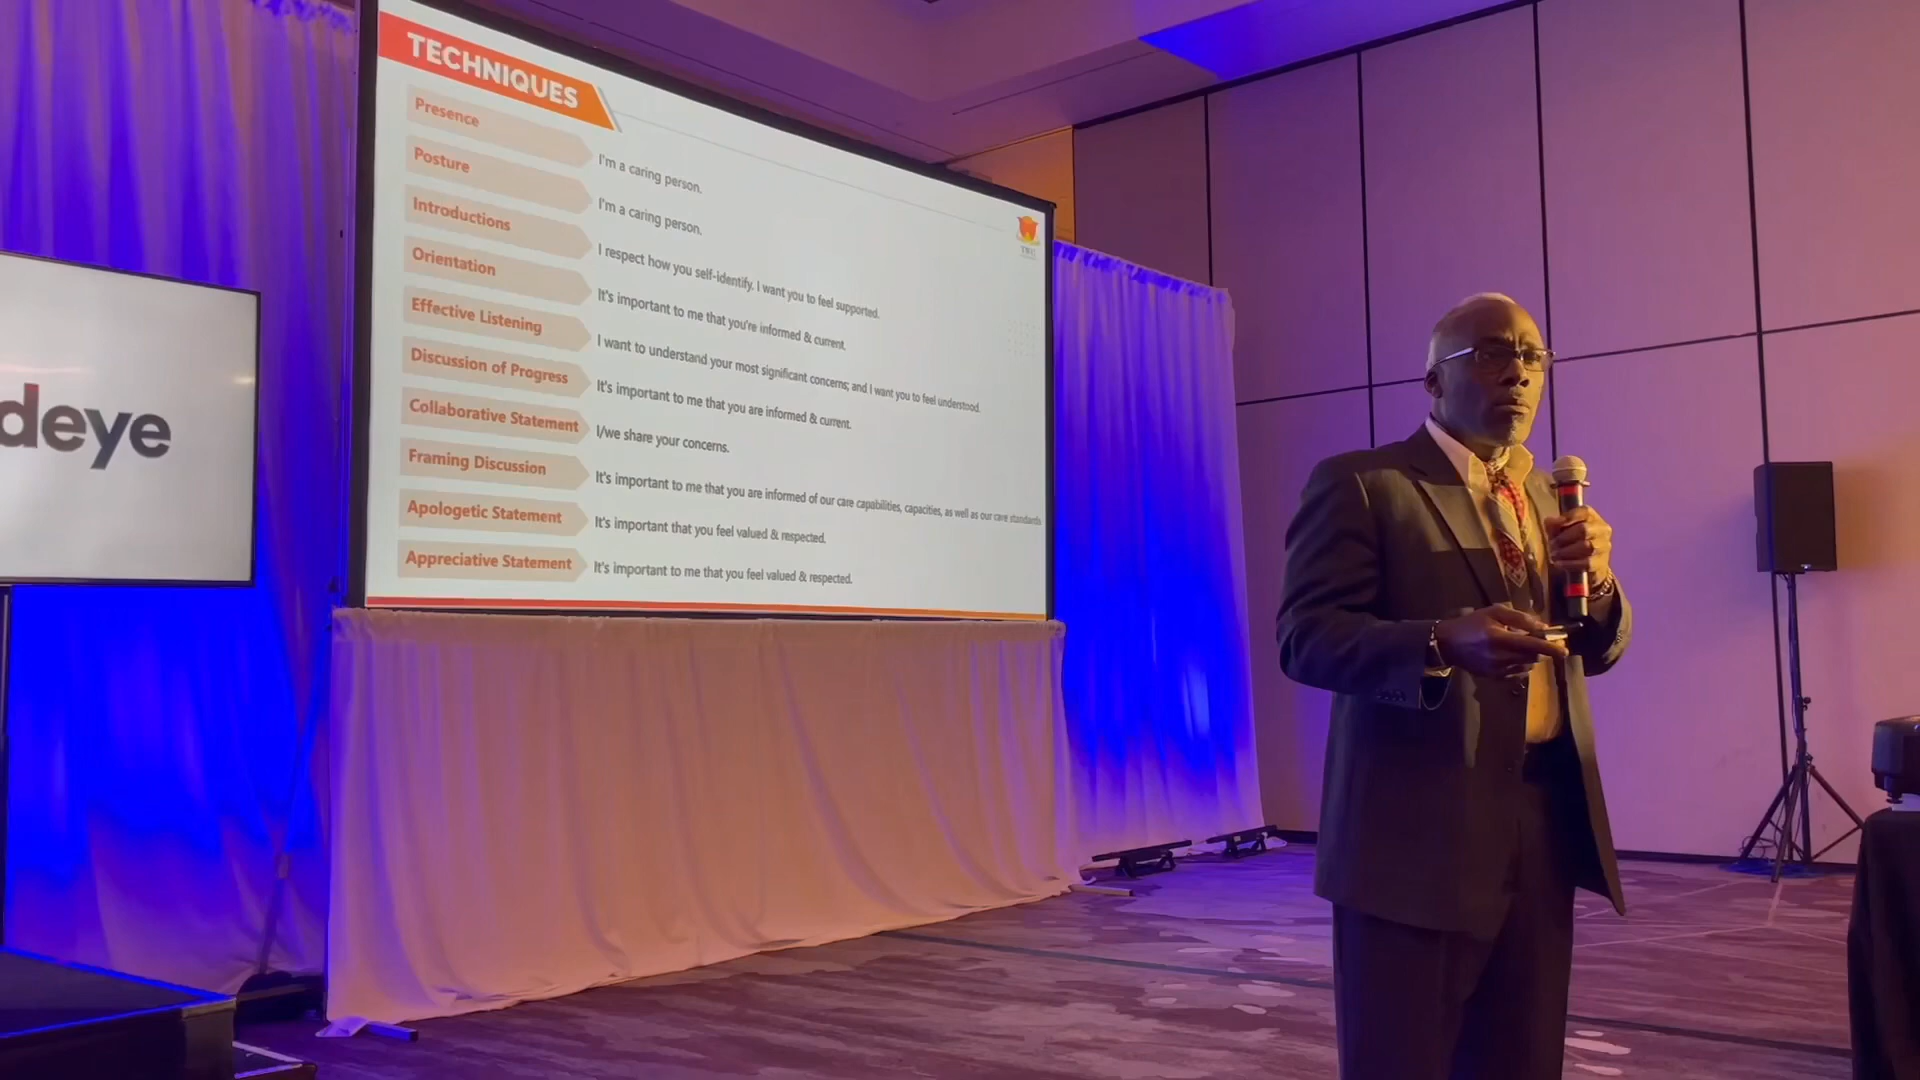 TECHNIQUES
Presence
I'm a caring person.
Posture
I'm a caring person.
Introductions
I respect how you self-identify. I want you to feel supported.
Orientation
It's important to me that you're informed & current.
Effective Listening
I want to understand your most significant concerns; and I want you to feel understood.
Discussion of Progress
It's important to me that you are informed & current.
Collaborative Statement
I/we share your concerns.
Framing Discussion
It's important to me that you are informed of our care capabilities, capacities, as well as our care standards
Apologetic Statement
It's important that you feel valued & respected.
Appreciative Statement
It's important to me that you feel valued & respected.
deye